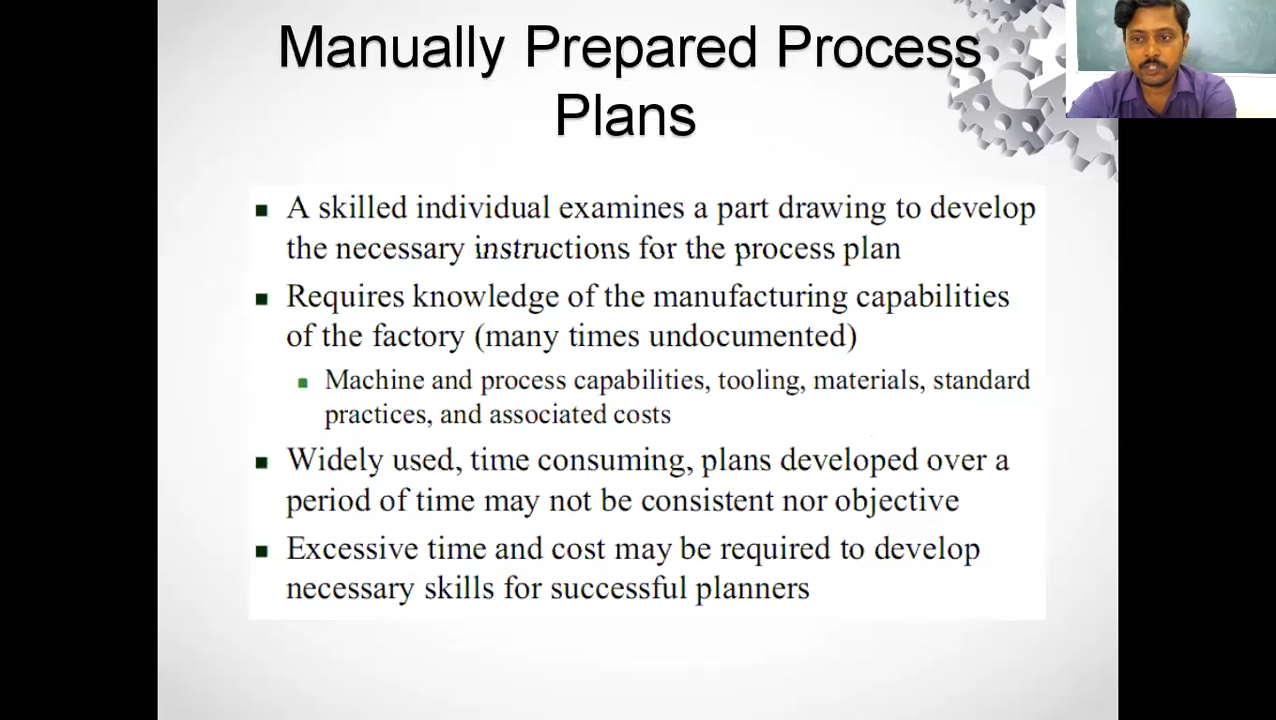 Manually Prepared Process
Plans
A skilled individual examines a part drawing to develop
the necessary instructions for the process plan
Requires knowledge of the manufacturing capabilities
of the factory (many times undocumented)
Machine and process capabilities, tooling, materials, standard
practices, and associated costs
Widely used, time consuming, plans developed over a
period of time may not be consistent nor objective
Excessive time and cost may be required to develop
necessary skills for successful planners